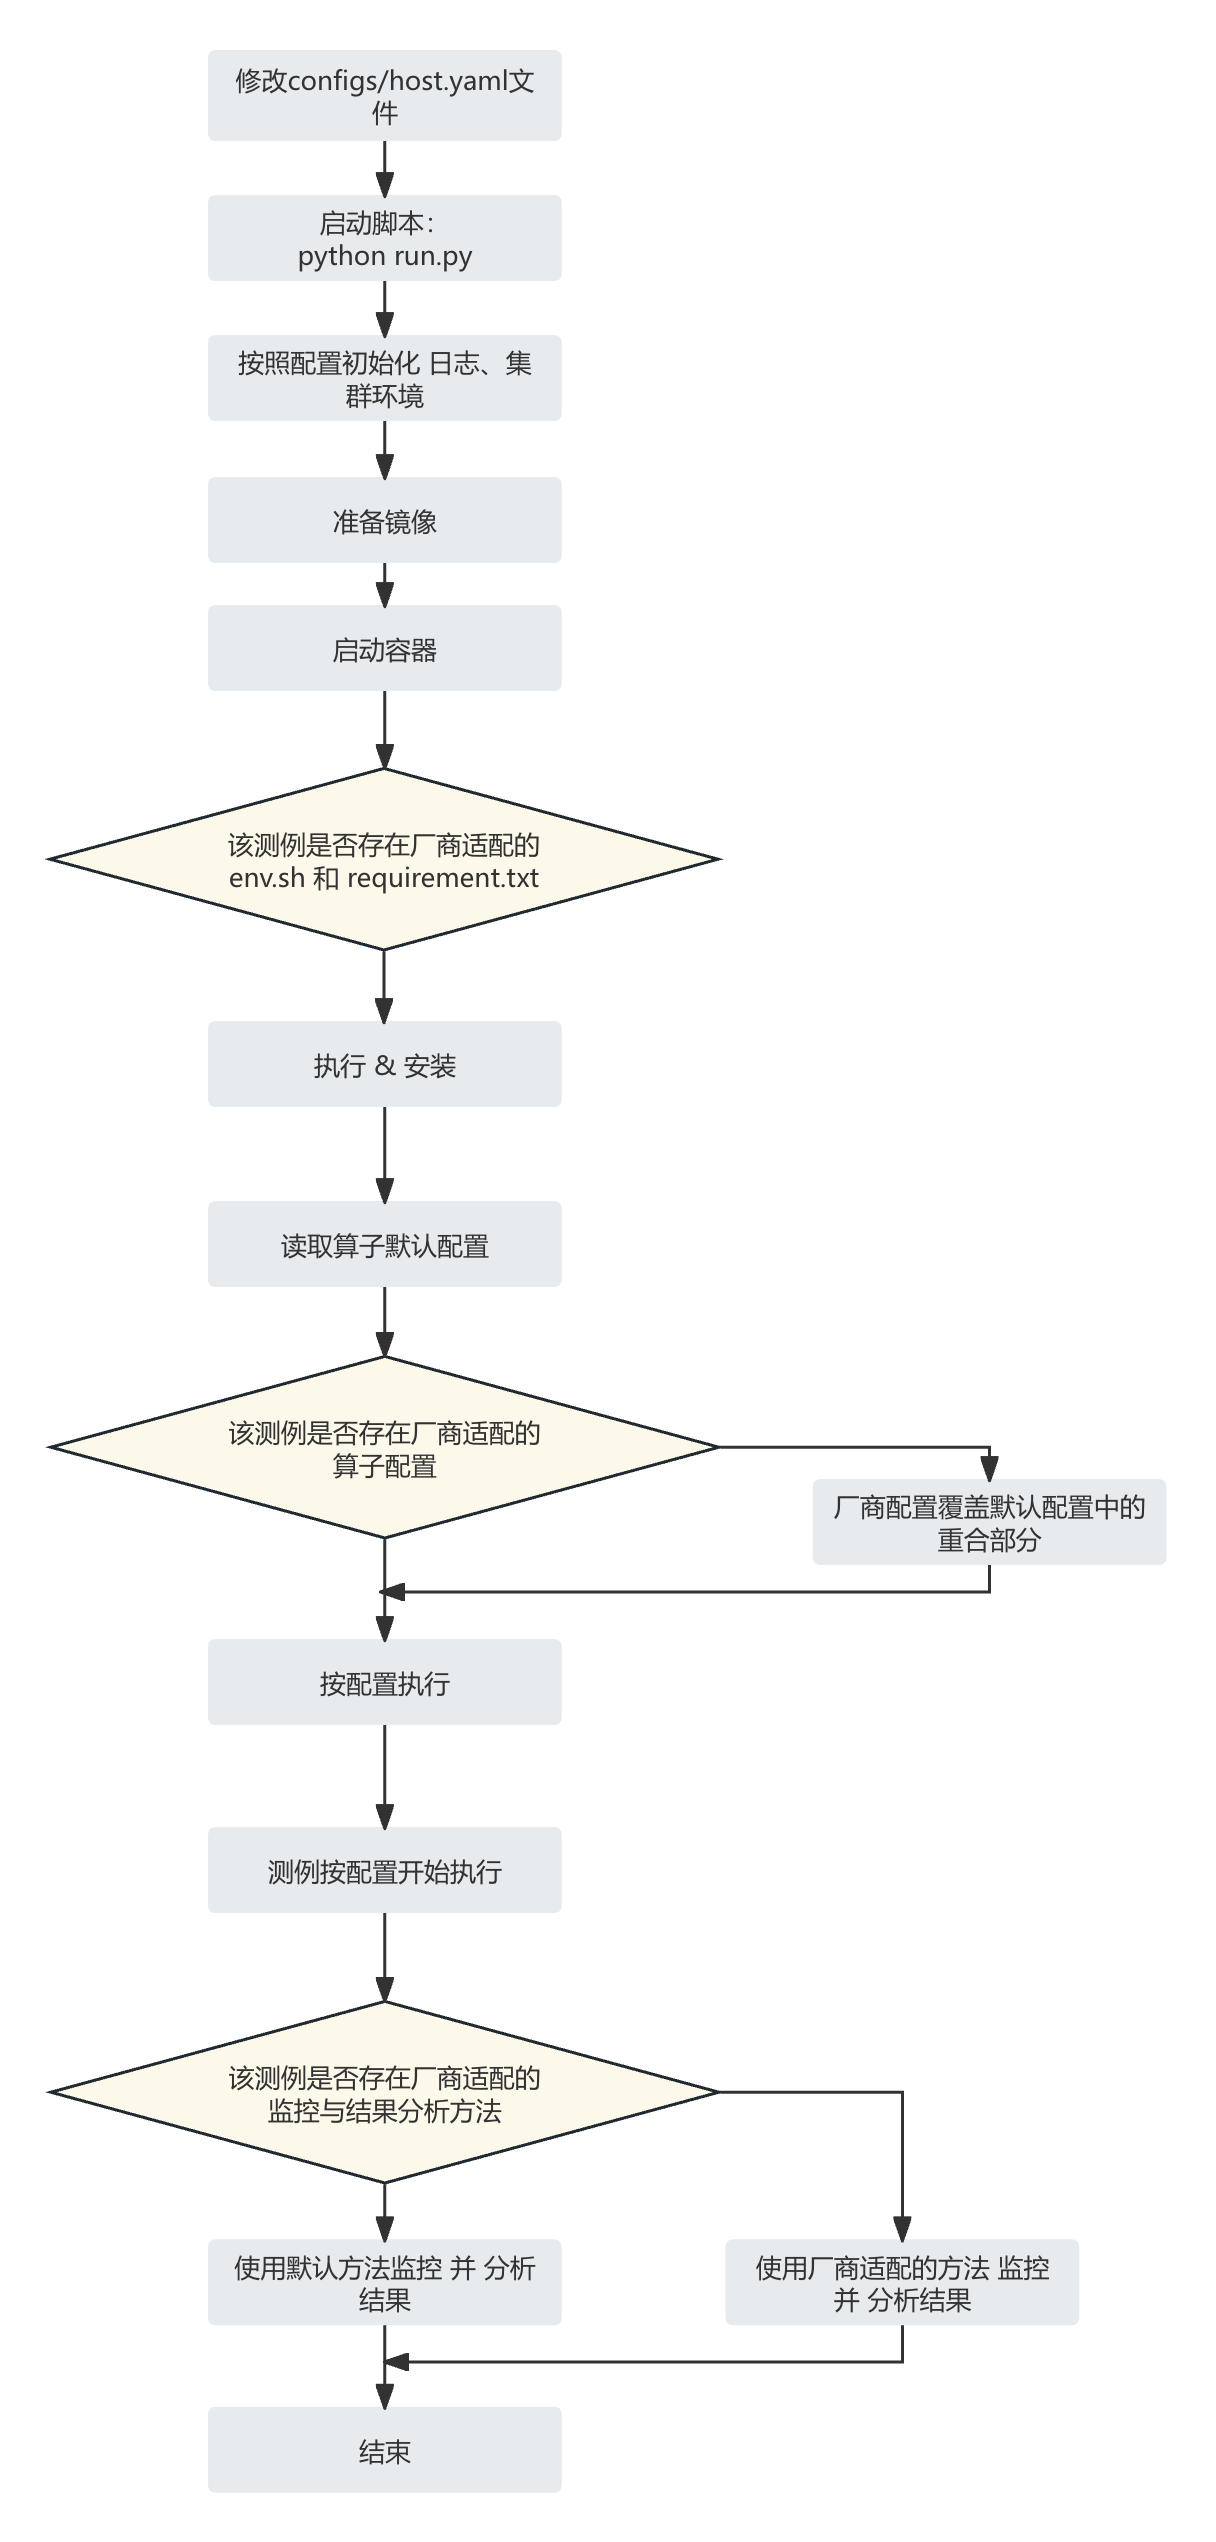 修改configs/host.yaml文
件
启动脚本：
python run.py
按照配置初始化 日志、集
群环境
准备镜像
启动容器
该测例是否存在厂商适配的
env.sh 和 requirement.txt
执行 & 安装
读取算子默认配置
该测例是否存在厂商适配的
算子配置
厂商配置覆盖默认配置中的
重合部分
按配置执行
测例按配置开始执行
该测例是否存在厂商适配的
监控与结果分析方法
使用默认方法监控 并 分析
结果
使用厂商适配的方法 监控
并 分析结果
结束